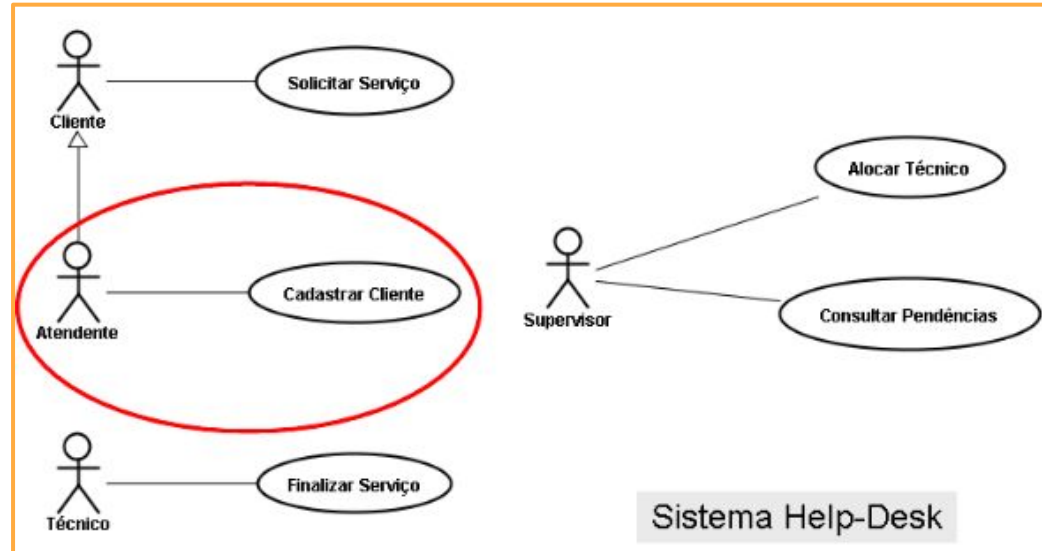 Solicitar Serviço
Cliente
Alocar Técnico
Cadastrar Cliente
Atendente
Supervisor
Consultar Pendências
Finalizar Serviço
Técnico
Sistema Help-Desk